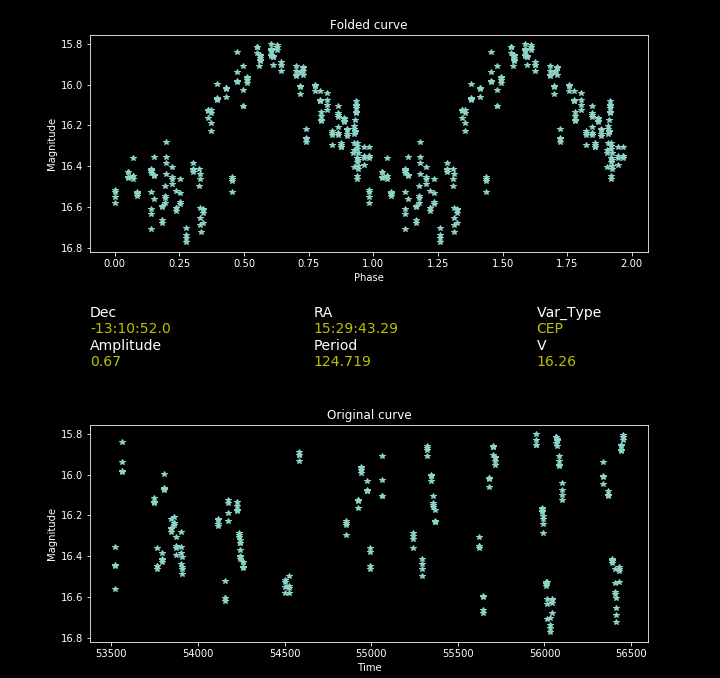 Folded curve
15.8
16.0
16.2
16.4
16.6
16.8
Magnitude
0.00 0.25 0.50 0.75 1.00 1.25 1.50 1.75 2.00
Phase
Dec RA Var_Type
-13:10:52.0 15:29:43.29 CEP
Amplitude Period V
0.67 124.719 16.26
Original curve
15.8
16.0
16.2
16.4
16.6
16.8
Magnitude
53500 54000 54500 55000 55500 56000 56500
Time